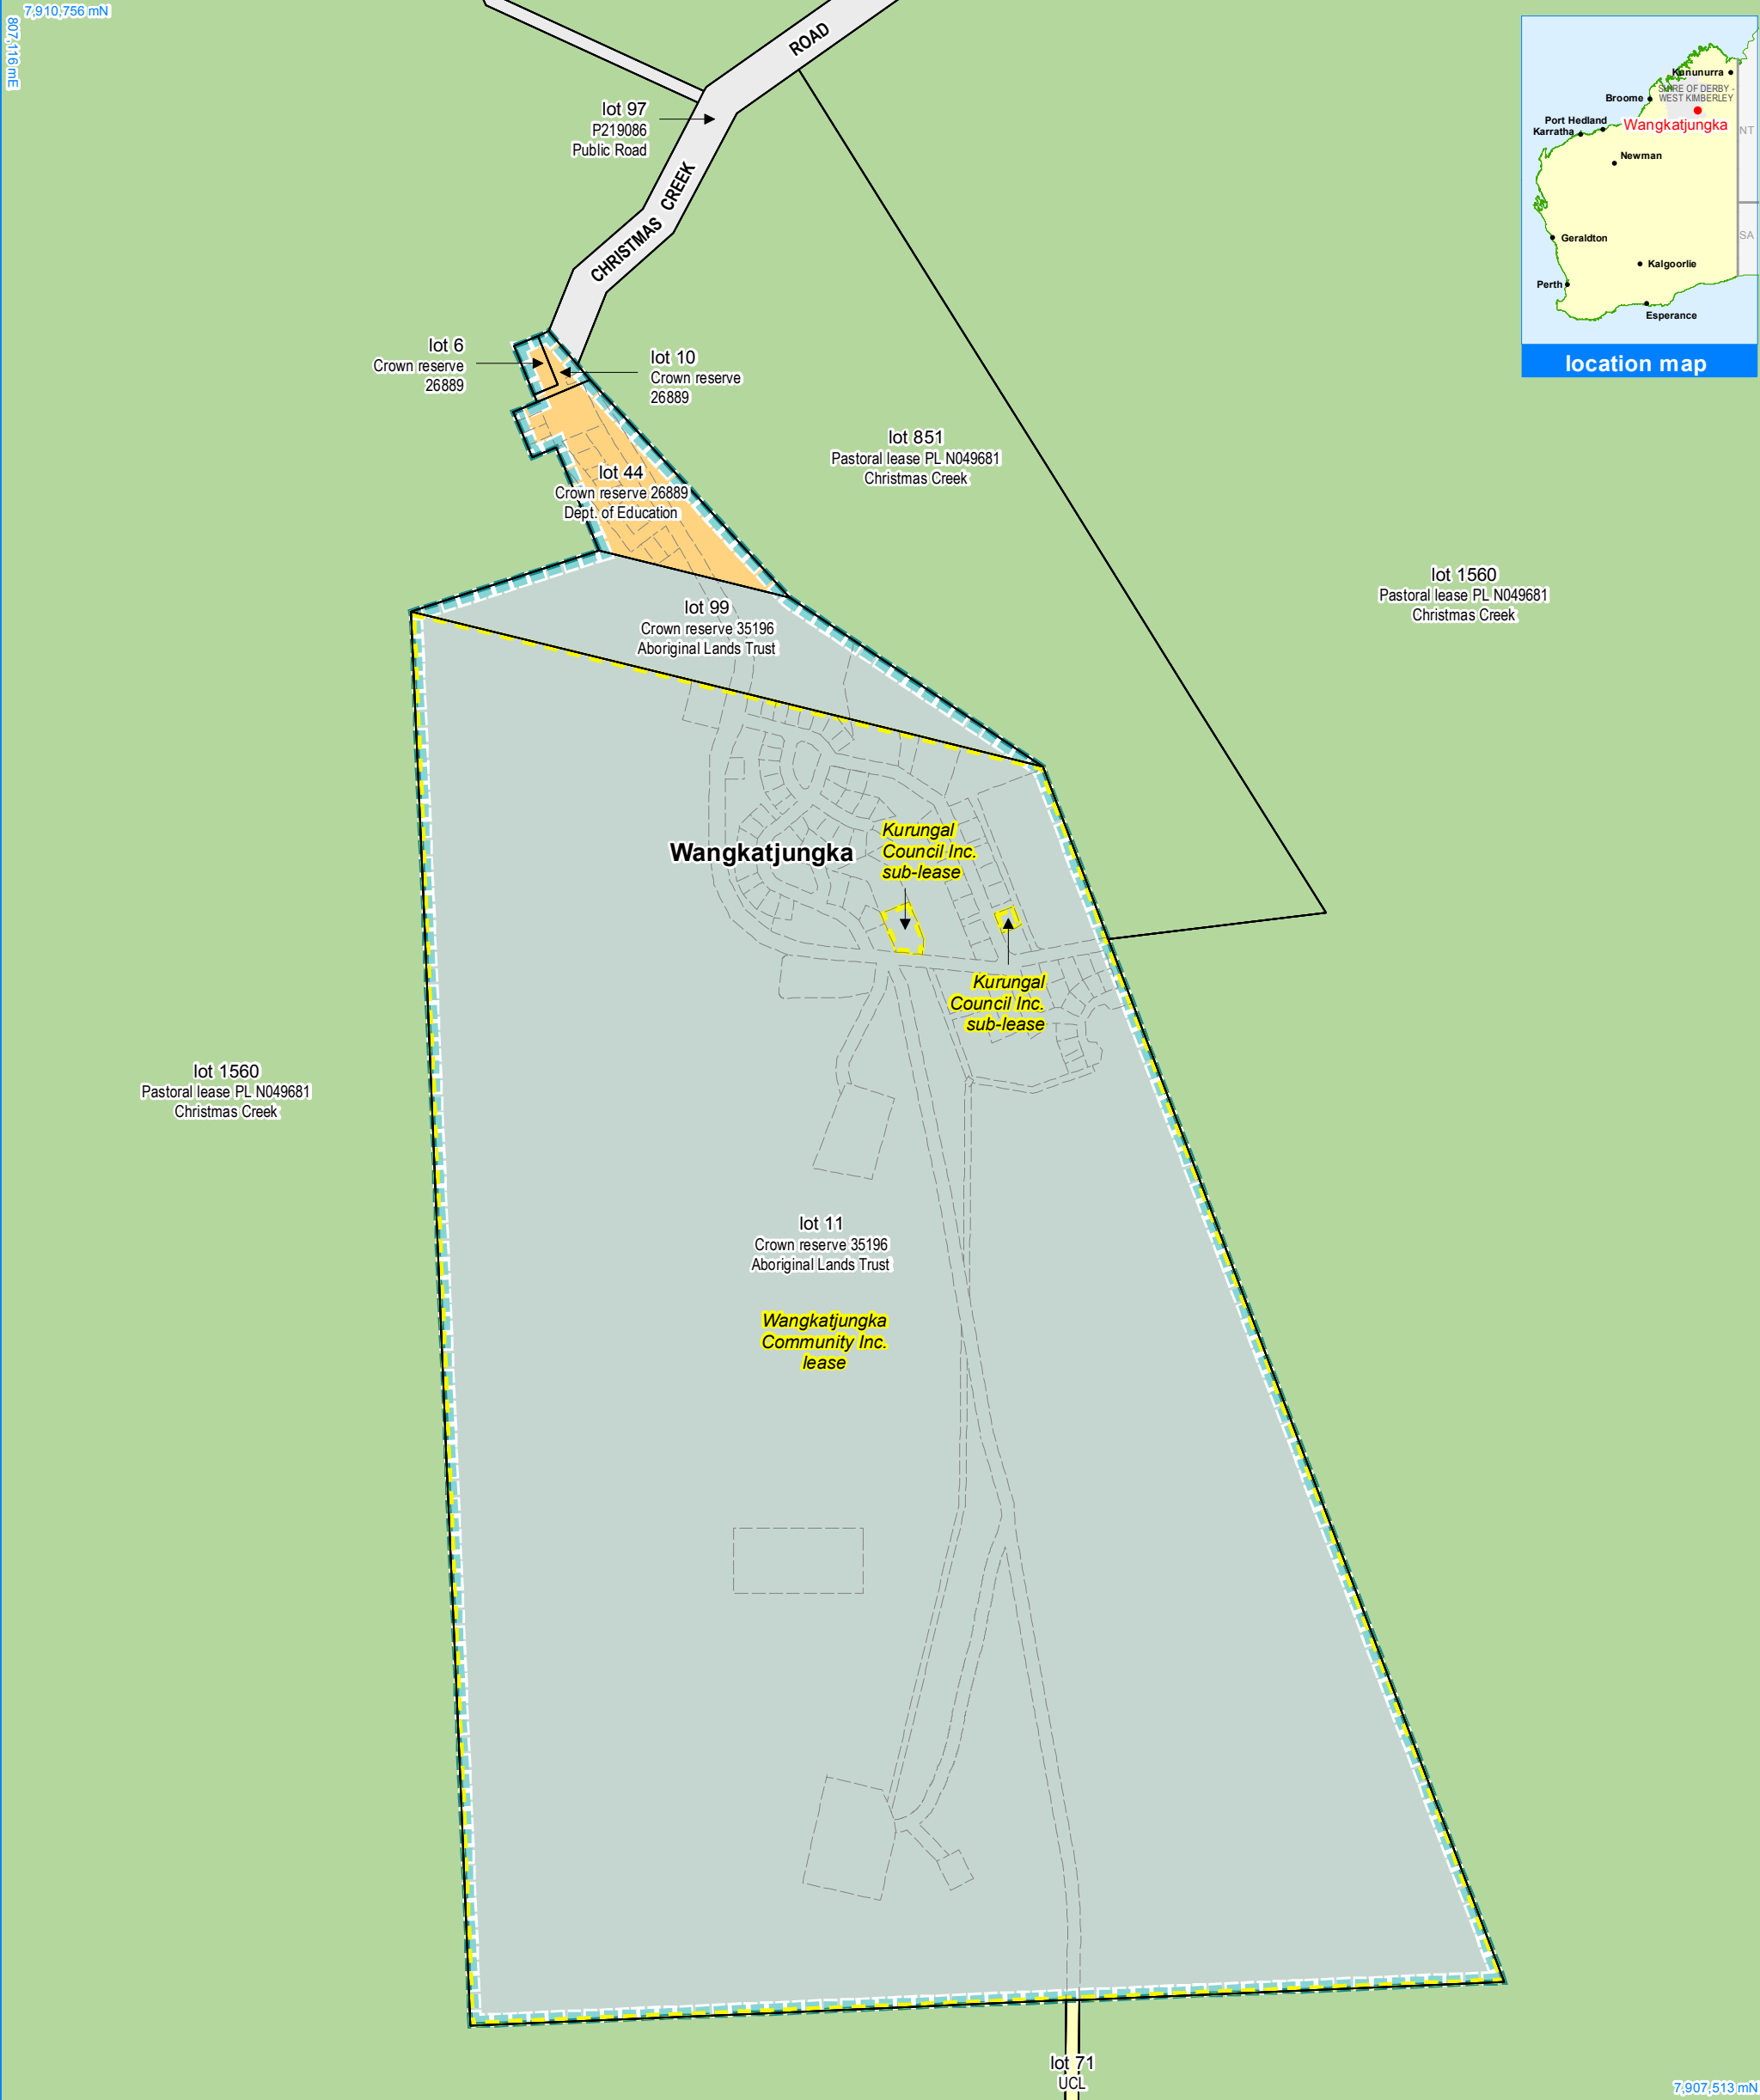 7,910,756 mN
807,116 mE
ROAD
CHRISTMAS CREEK
lot 97
P219086
Public Road
Kununurra
SHIRE OF DERBY -
WEST KIMBERLEY
Broome
Wangkatjungka
Port Hedland
Karratha
NT
Newman
SA
Geraldton
Kalgoorlie
Perth
Esperance
location map
lot 6
Crown reserve
26889
lot 10
Crown reserve
26889
lot 851
Pastoral lease PL N049681
Christmas Creek
lot 44
Crown reserve 26889
Dept. of Education
lot 1560
Pastoral lease PL N049681
Christmas Creek
lot 99
Crown reserve 35196
Aboriginal Lands Trust
Wangkatjungka
Kurungal
Council Inc.
sub-lease
Kurungal
Council Inc.
sub-lease
lot 1560
Pastoral lease PL N049681
Christmas Creek
lot 11
Crown reserve 35196
Aboriginal Lands Trust
Wangkatjungka
Community Inc.
lease
lot 71
UCL
7,907,513 mN